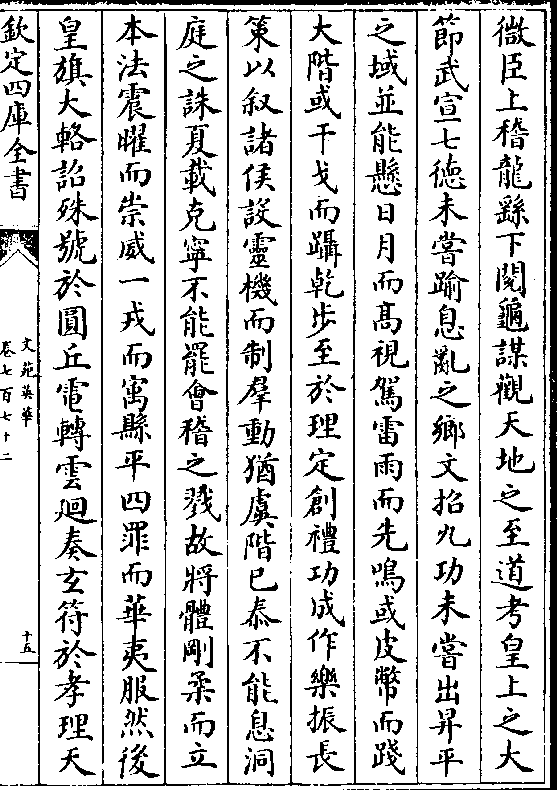 微臣上稽龍繇下閱龜謀觀天地之至道考皇上之大
節武宣七德未嘗踰息亂之鄉文招九功未嘗出昇平
之域並能懸日月而髙視駕雷雨而先鳴或皮幣而踐
大階或干戈而躡乾步至於理定創禮功成作樂振長
策以叙諸侯設靈機而制羣動猶虞階已泰不能息洞
庭之誅夏載克寧不能罷會稽之戮故將體剛柔而立
本法震曜而崇威一戎而寓縣平四罪而華夷服然後
皇旗大輅詔殊號於圓丘電轉雲廻奏玄符於孝理天
欽定四庫全書
文苑英華
卷七百七十二
十五